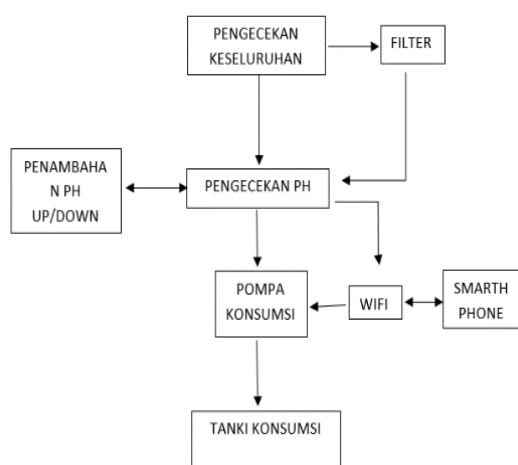 PENGECEKAN
KESELURUHAN
FILTER
PENAMBAHA
N PH
UP/DOWN
PENGECEKAN PH
POMPA
KONSUMSI
WIFI
SMARTH
PHONE
TANKI KONSUMSI